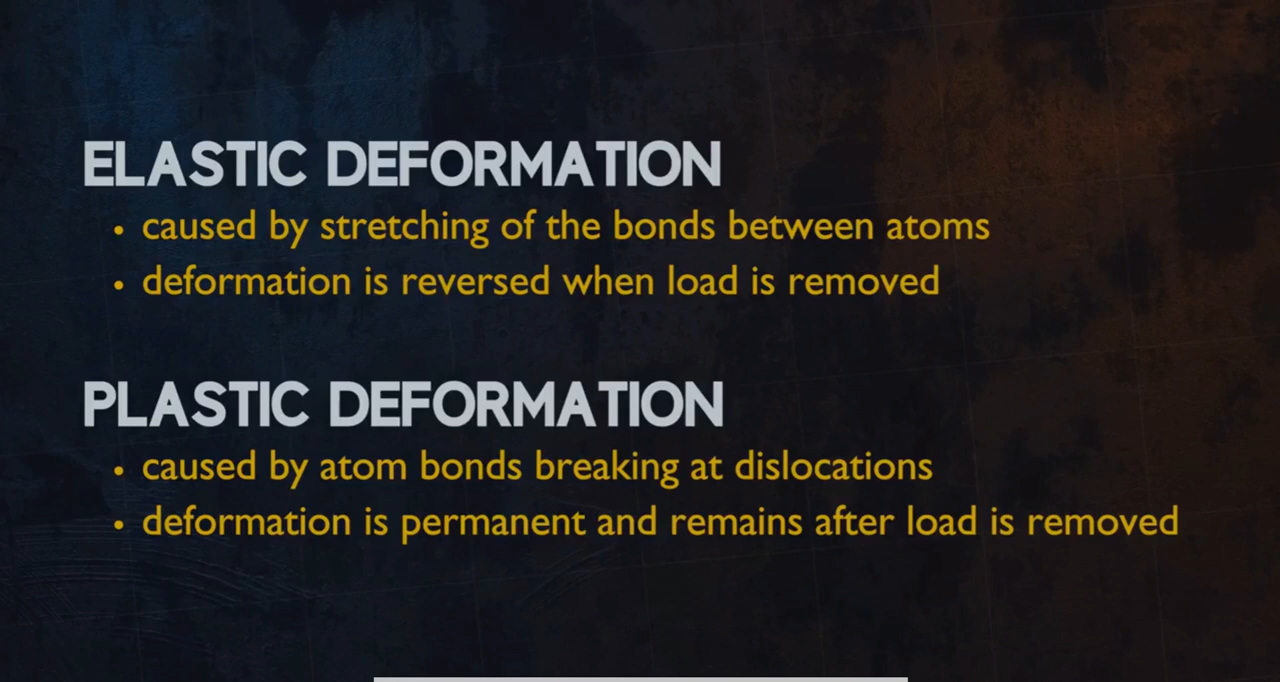 ELASTIC DEFORMATION
• caused by stretching of the bonds between atoms
• deformation is reversed when load is removed
PLASTIC DEFORMATION
• caused by atom bonds breaking at dislocations
• deformation is permanent and remains after load is removed